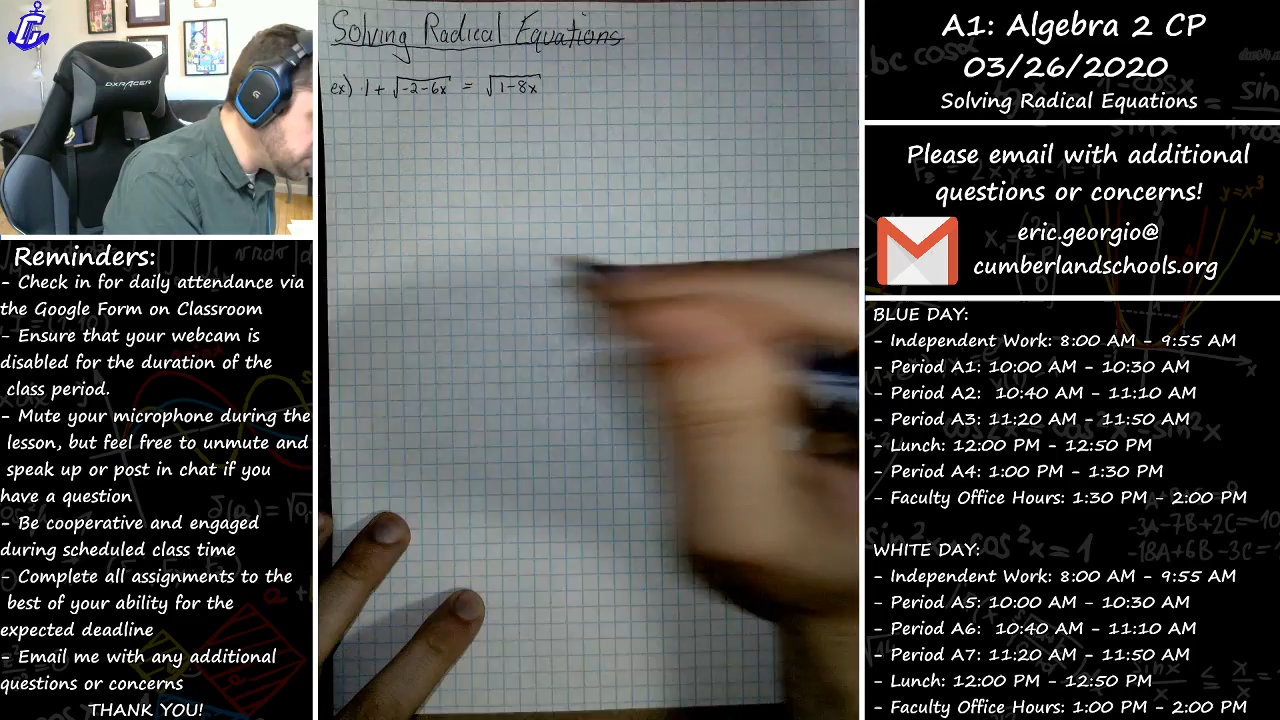 G
DXRACER
Reminders:
- Check in for daily attendance via
the Google Form on Classroom
- Ensure that your webcam is
disabled for the duration of the
class period.
- Mute your microphone during the
lesson, but feel free to unmute and
speak up or post in chat if you
have a question
- Be cooperative and engaged
during scheduled class time
- Complete all assignments to the
best of your ability for the
expected deadline
- Email me with any additional
questions or concerns
THANK YOU!
Solving Radical Equations
ex) 1 + √-2-6x = √1-8x
A1: Algebra 2 CP
03/26/2020
Solving Radical Equations
Please email with additional
questions or concerns!
eric.georgio@
cumberlandschools.org
BLUE DAY:
- Independent Work: 8:00 AM - 9:55 AM
- Period A1: 10:00 AM - 10:30 AM
- Period A2: 10:40 AM - 11:10 AM
- Period A3: 11:20 AM - 11:50 AM
- Lunch: 12:00 PM - 12:50 PM
- Period A4: 1:00 PM - 1:30 PM
- Faculty Office Hours: 1:30 PM - 2:00 PM
WHITE DAY:
- Independent Work: 8:00 AM - 9:55 AM
- Period A5: 10:00 AM - 10:30 AM
- Period A6: 10:40 AM - 11:10 AM
- Period A7: 11:20 AM - 11:50 AM
- Lunch: 12:00 PM - 12:50 PM
- Faculty Office Hours: 1:00 PM - 2:00 PM